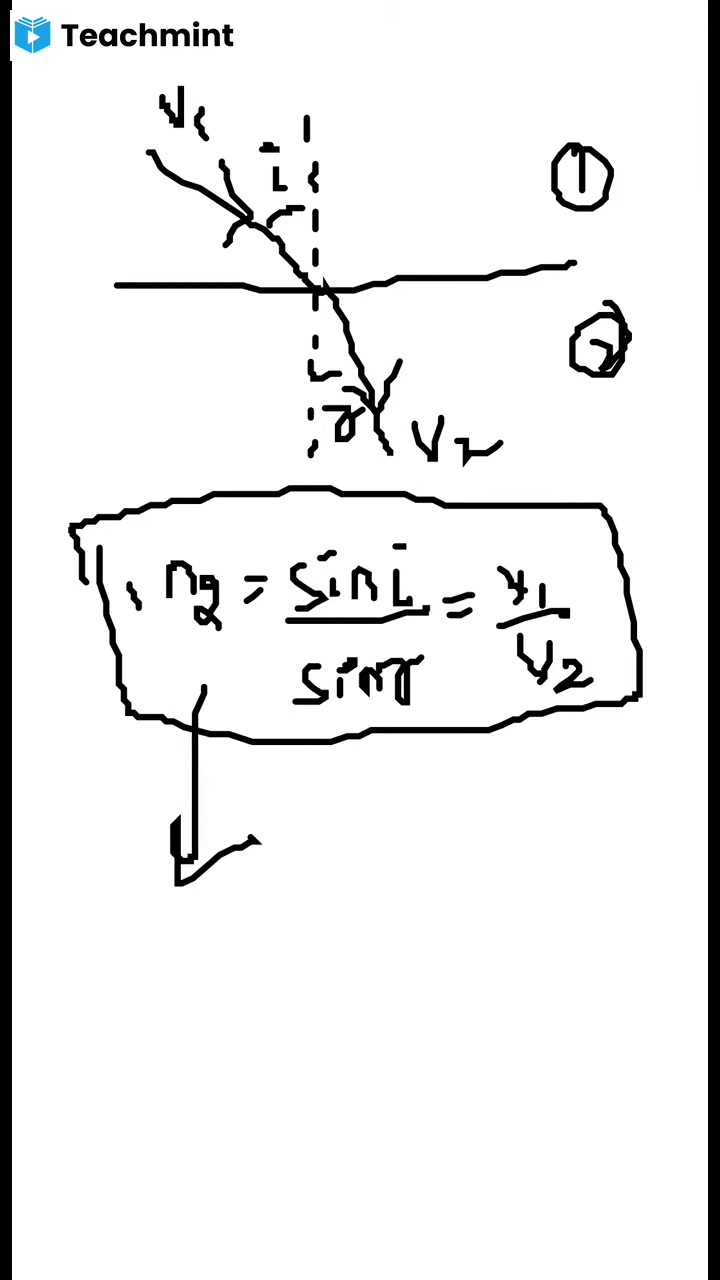 Teachmint
V₁
i
1
2
r
V₂
₁n₂ = sin i = v₁
sin r v₂